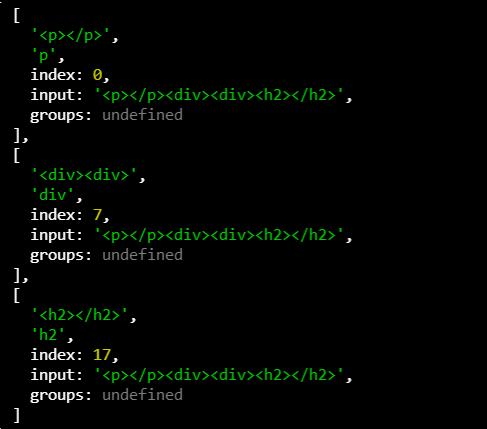 [
'<p></p>',
'p',
index: 0,
input: '<p></p><div><div><h2></h2>',
groups: undefined
],
[
'<div><div>',
'div',
index: 7,
input: '<p></p><div><div><h2></h2>',
groups: undefined
],
[
'<h2></h2>',
'h2',
index: 17,
input: '<p></p><div><div><h2></h2>',
groups: undefined
]